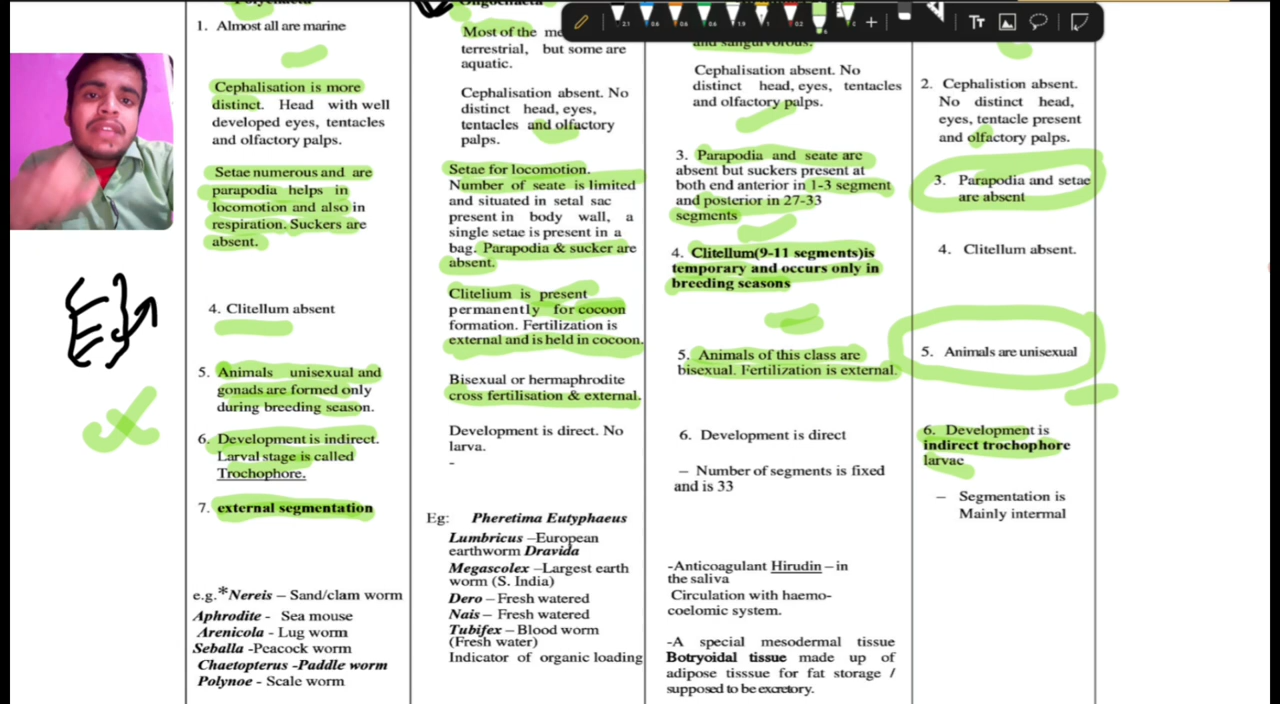 Polychaeta
1. Almost all are marine
Cephalisation is more
distinct. Head with well
developed eyes, tentacles
and olfactory palps.
Setae numerous and are
parapodia helps in
locomotion and also in
respiration. Suckers are
absent.
4. Clitellum absent
5. Animals unisexual and
gonads are formed only
during breeding season.
6. Development is indirect.
Larval stage is called
Trochophore.
7. external segmentation
e.g.*Nereis – Sand/clam worm
Aphrodite - Sea mouse
Arenicola - Lug worm
Seballa -Peacock worm
Chaetopterus -Paddle worm
Polynoe - Scale worm
Oligochaeta
Most of the
terrestrial, but some are
aquatic.
Cephalisation absent. No
distinct head, eyes,
tentacles and olfactory
palps.
Setae for locomotion.
Number of seate is limited
and situated in setal sac
present in body wall, a
single setae is present in a
bag. Parapodia & sucker are
absent.
Clitelium is present
permanently for cocoon
formation. Fertilization is
external and is held in cocoon.
Bisexual or hermaphrodite
cross fertilisation & external.
Development is direct. No
larva.
-
Eg: Pheretima Eutyphaeus
Lumbricus –European
earthworm Dravida
Megascolex –Largest earth
worm (S. India)
Dero – Fresh watered
Nais – Fresh watered
Tubifex – Blood worm
(Fresh water)
Indicator of organic loading
and sanguivorous.
Cephalisation absent. No
distinct head, eyes, tentacles
and olfactory palps.
3. Parapodia and seate are
absent but suckers present at
both end anterior in 1-3 segment
and posterior in 27-33
segments
4. Clitellum(9-11 segments)is
temporary and occurs only in
breeding seasons
5. Animals of this class are
bisexual. Fertilization is external.
6. Development is direct
– Number of segments is fixed
and is 33
-Anticoagulant Hirudin – in
the saliva
Circulation with haemo-
coelomic system.
-A special mesodermal tissue
Botryoidal tissue made up of
adipose tisssue for fat storage /
supposed to be excretory.
2. Cephalistion absent.
No distinct head,
eyes, tentacle present
and olfactory palps.
3. Parapodia and setae
are absent
4. Clitellum absent.
5. Animals are unisexual
6. Development is
indirect trochophore
larvae
– Segmentation is
Mainly intermal